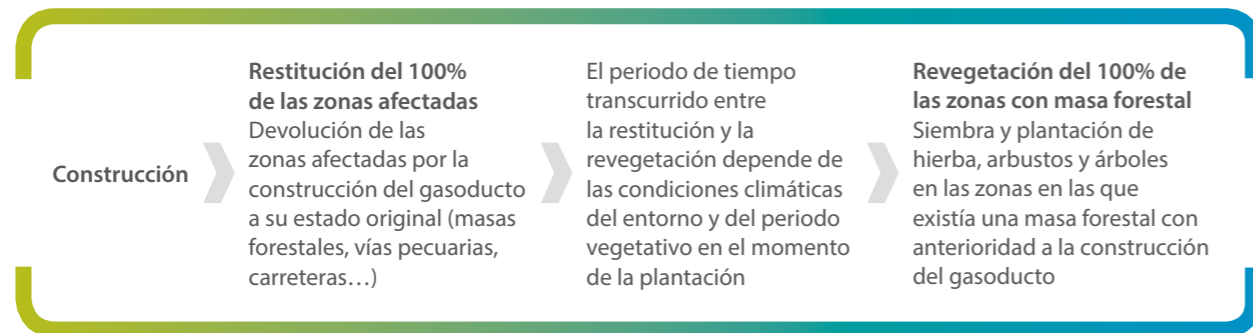 Construcción
Restitución del 100%
de las zonas afectadas
Devolución de las
zonas afectadas por la
construcción del gasoducto
a su estado original (masas
forestales, vías pecuarias,
carreteras…)
El periodo de tiempo
transcurrido entre
la restitución y la
revegetación depende de
las condiciones climáticas
del entorno y del periodo
vegetativo en el momento
de la plantación
Revegetación del 100% de
las zonas con masa forestal
Siembra y plantación de
hierba, arbustos y árboles
en las zonas en las que
existía una masa forestal con
anterioridad a la construcción
del gasoducto